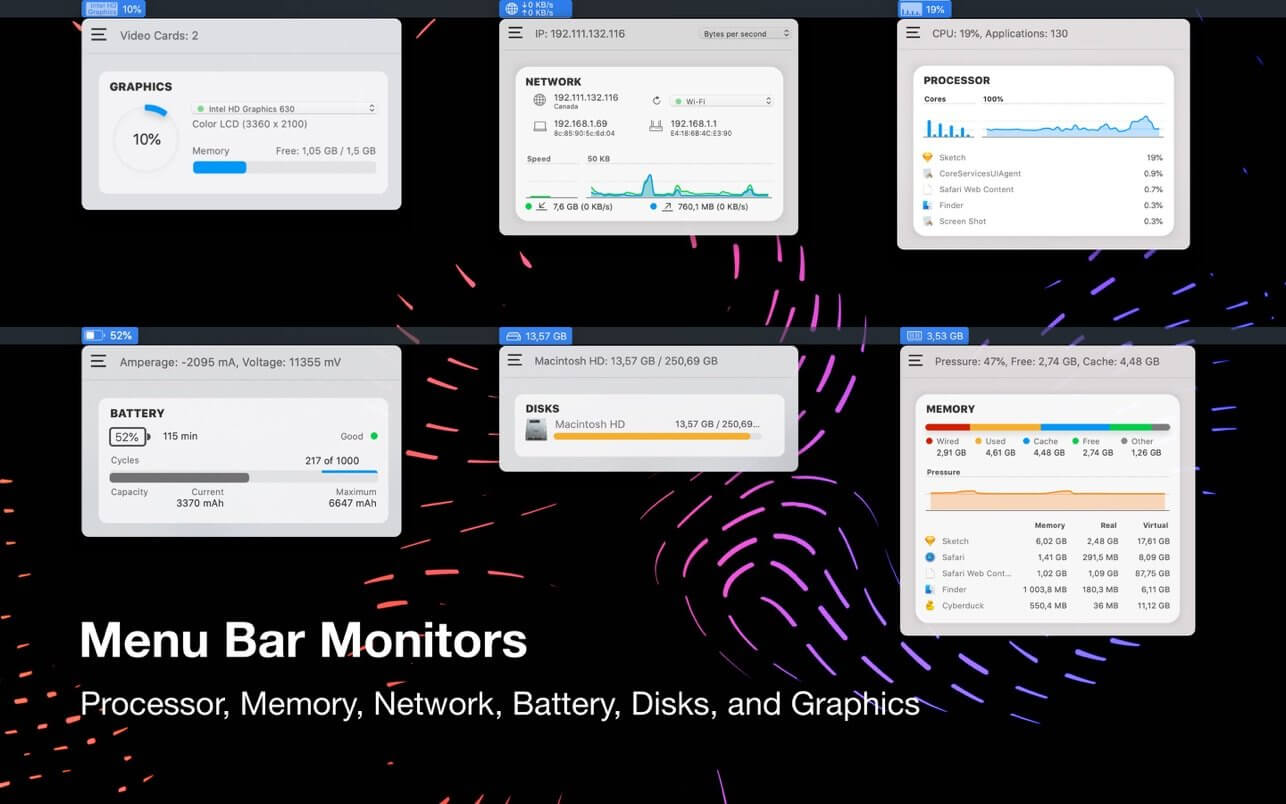 Intel HD Graphics 10%
Video Cards: 2
GRAPHICS
10%
Intel HD Graphics 630
Color LCD (3360 x 2100)
Memory Free: 1,05 GB / 1,5 GB
↓0 KB/s
↑0 KB/s
IP: 192.111.132.116 Bytes per second
NETWORK
192.111.132.116 Wi-Fi
Canada
192.168.1.69 192.168.1.1
8c:85:90:5c:6d:04 E4:18:6B:4C:E3:90
Speed 50 KB
7,6 GB (0 KB/s) 760,1 MB (0 KB/s)
19%
CPU: 19%, Applications: 130
PROCESSOR
Cores 100%
Sketch 19%
CoreServicesUIAgent 0.9%
Safari Web Content 0.7%
Finder 0.3%
Screen Shot 0.3%
52%
Amperage: -2095 mA, Voltage: 11355 mV
BATTERY
52% 115 min Good
Cycles 217 of 1000
Capacity Current Maximum
3370 mAh 6647 mAh
13,57 GB
Macintosh HD: 13,57 GB / 250,69 GB
DISKS
Macintosh HD 13,57 GB / 250,69...
3,53 GB
Pressure: 47%, Free: 2,74 GB, Cache: 4,48 GB
MEMORY
Wired Used Cache Free Other
2,91 GB 4,61 GB 4,48 GB 2,74 GB 1,26 GB
Pressure
Memory Real Virtual
Sketch 6,02 GB 2,48 GB 17,61 GB
Safari 1,41 GB 291,5 MB 8,09 GB
Safari Web Cont... 1,02 GB 1,09 GB 87,75 GB
Finder 1 003,8 MB 180,3 MB 6,11 GB
Cyberduck 550,4 MB 36 MB 11,12 GB
Menu Bar Monitors
Processor, Memory, Network, Battery, Disks, and Graphics